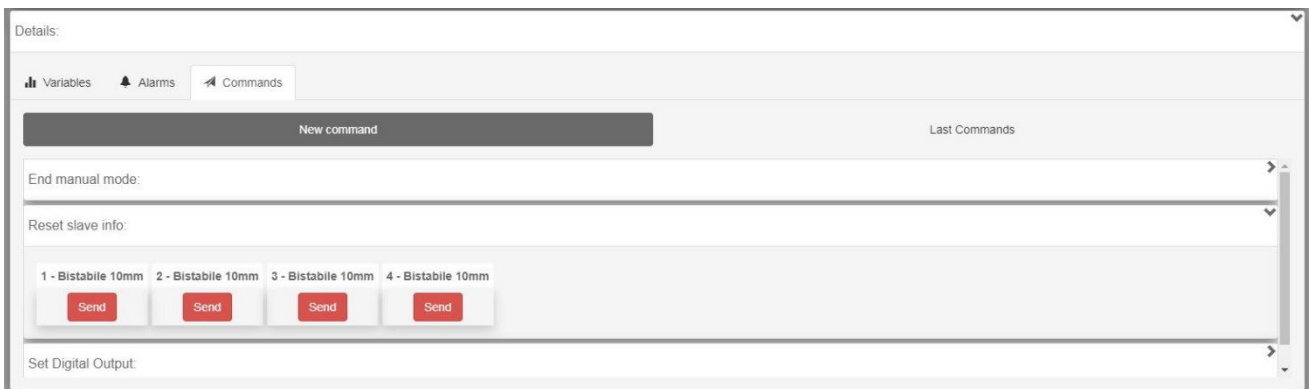 Details:
Variables Alarms Commands
New command Last Commands
End manual mode:
Reset slave info:
1 - Bistabile 10mm 2 - Bistabile 10mm 3 - Bistabile 10mm 4 - Bistabile 10mm
Send Send Send Send
Set Digital Output: